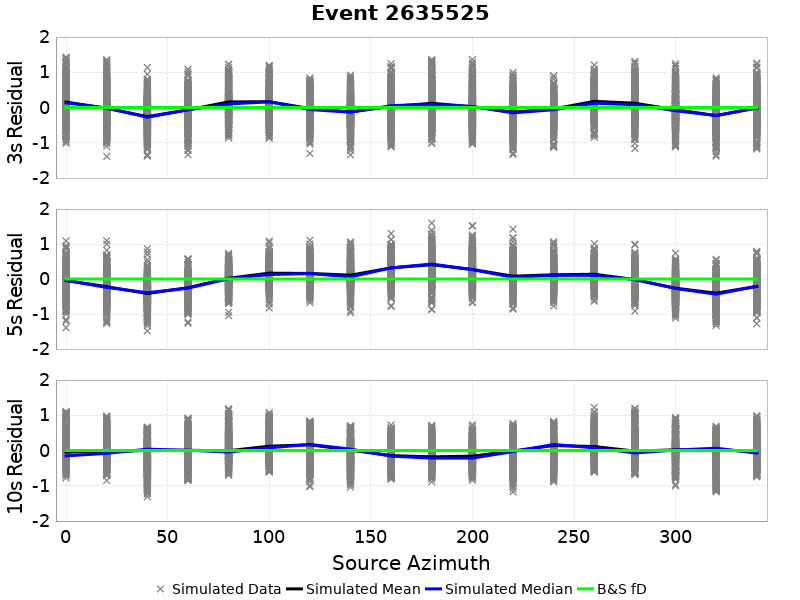 Event 2635525
3s Residual
2
1
0
-1
-2
5s Residual
2
1
0
-1
-2
10s Residual
2
1
0
-1
-2
0 50 100 150 200 250 300
Source Azimuth
Simulated Data Simulated Mean Simulated Median B&S fD